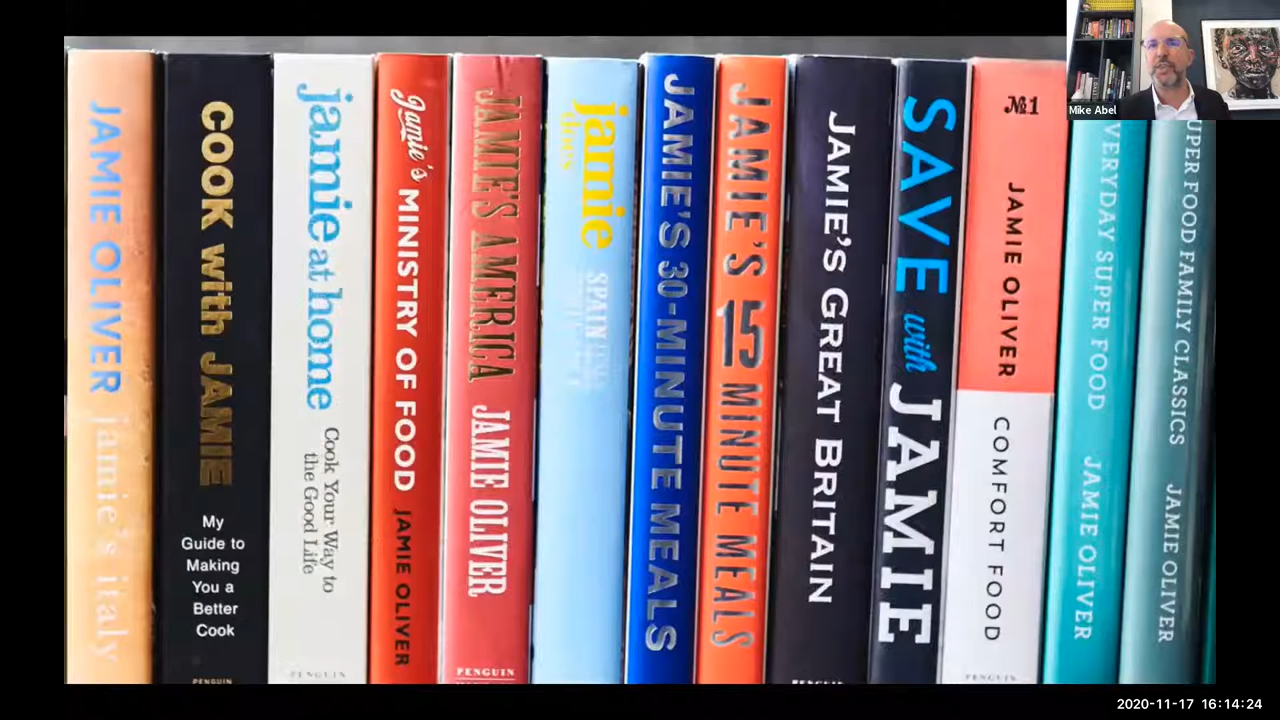 JAMIE OLIVER jamie's italy
COOK with JAMIE
My
Guide to
Making
You a
Better
Cook
PENGUIN
jamie at home
Cook Your Way to
the Good Life
PENGUIN
Jamie's MINISTRY OF FOOD JAMIE OLIVER
JAMIE'S AMERICA JAMIE OLIVER
PENGUIN
jamie
does
SPAIN
JAMIE'S 30-MINUTE MEALS
JAMIE'S 15 MINUTE MEALS
JAMIE'S GREAT BRITAIN
PENGUIN
SAVE with JAMIE
№1
JAMIE OLIVER
COMFORT FOOD
PENGUIN
VERYDAY SUPER FOOD JAMIE OLIVER
UPER FOOD FAMILY CLASSICS JAMIE OLIVER
Mike Abel
2020-11-17 16:14:24